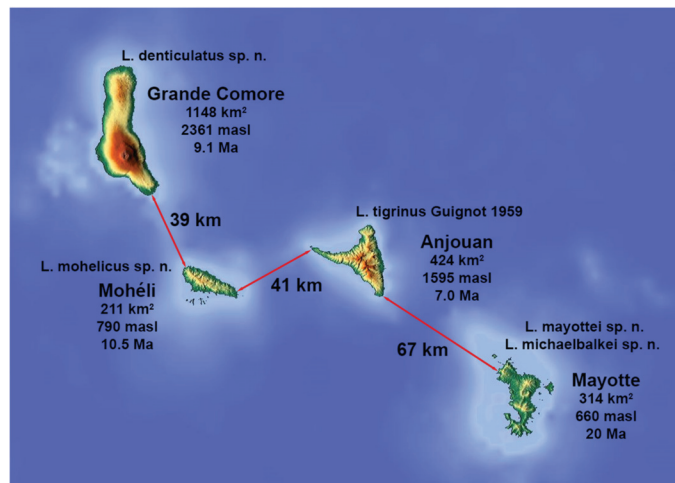 L. denticulatus sp. n.
Grande Comore
1148 km²
2361 masl
9.1 Ma
39 km
L. mohelicus sp. n.
Mohéli
211 km²
790 masl
10.5 Ma
41 km
L. tigrinus Guignot 1959
Anjouan
424 km²
1595 masl
7.0 Ma
67 km
L. mayottei sp. n.
L. michaelbalkei sp. n.
Mayotte
314 km²
660 masl
20 Ma